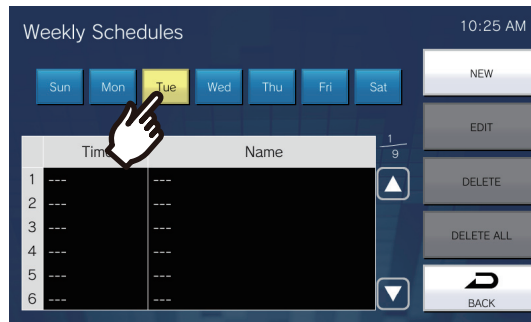 Weekly Schedules
10:25 AM
Sun Mon Tue Wed Thu Fri Sat
NEW
EDIT
DELETE
DELETE ALL
BACK
Time Name
1
9
1 --- ---
2 --- ---
3 --- ---
4 --- ---
5 --- ---
6 --- ---